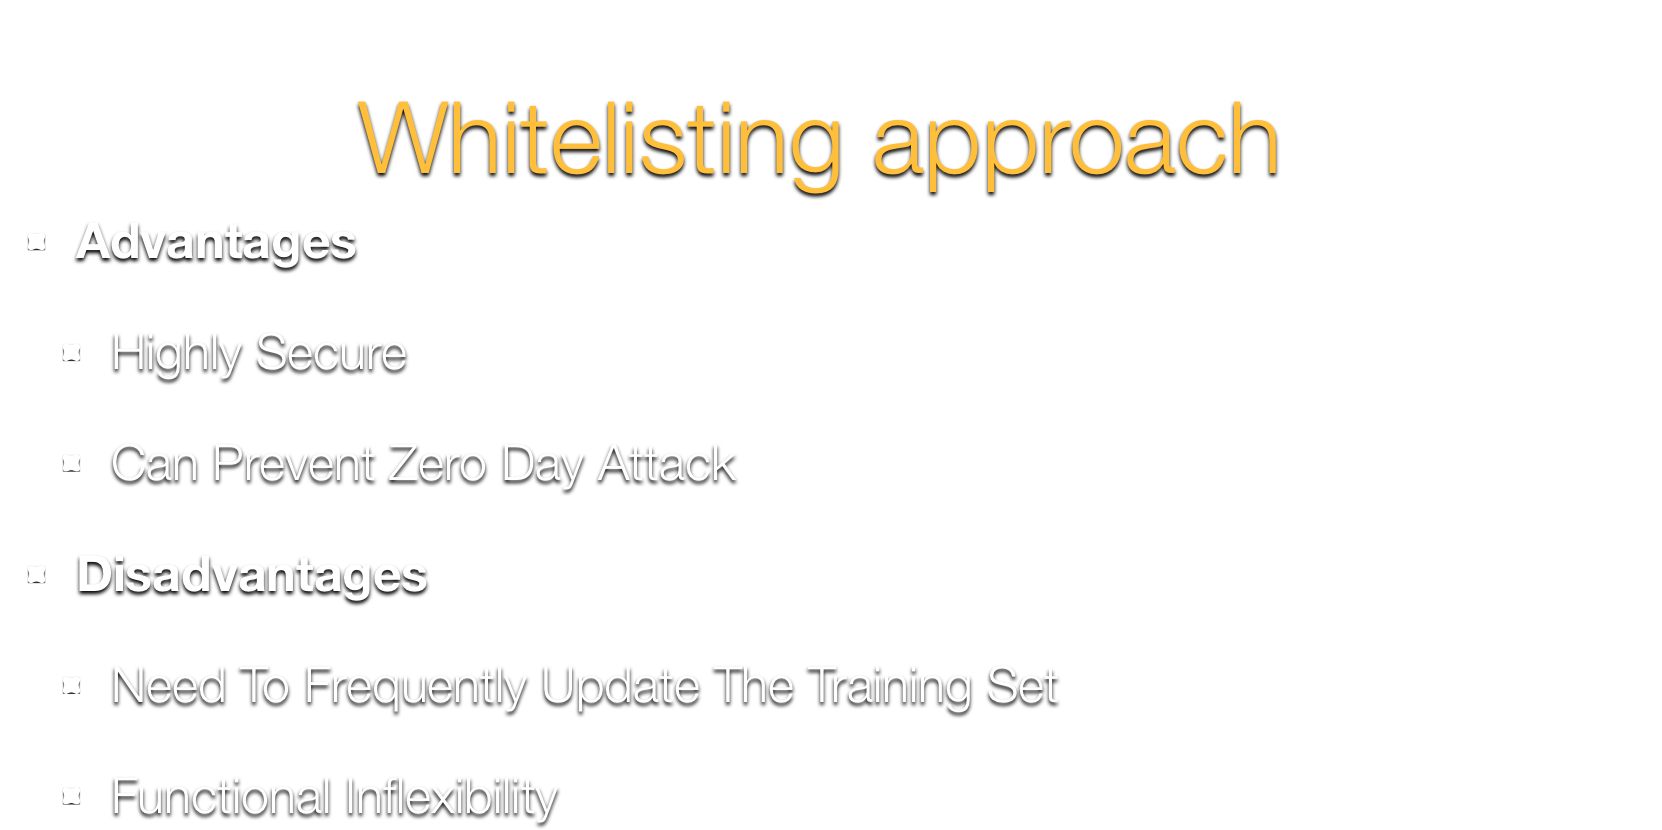 Whitelisting approach
Advantages
Highly Secure
Can Prevent Zero Day Attack
Disadvantages
Need To Frequently Update The Training Set
Functional Inflexibility